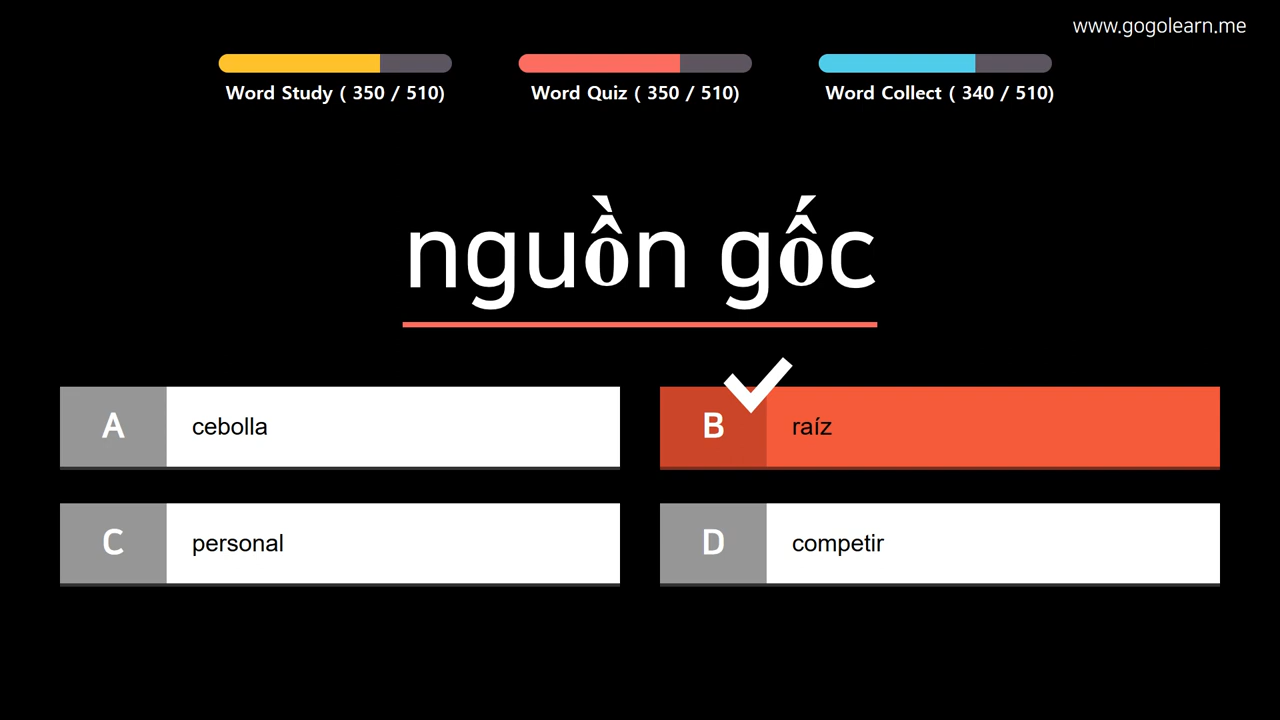 www.gogolearn.me
Word Study ( 350 / 510)
Word Quiz ( 350 / 510)
Word Collect ( 340 / 510)
nguồn gốc
A
cebolla
B
raíz
C
personal
D
competir